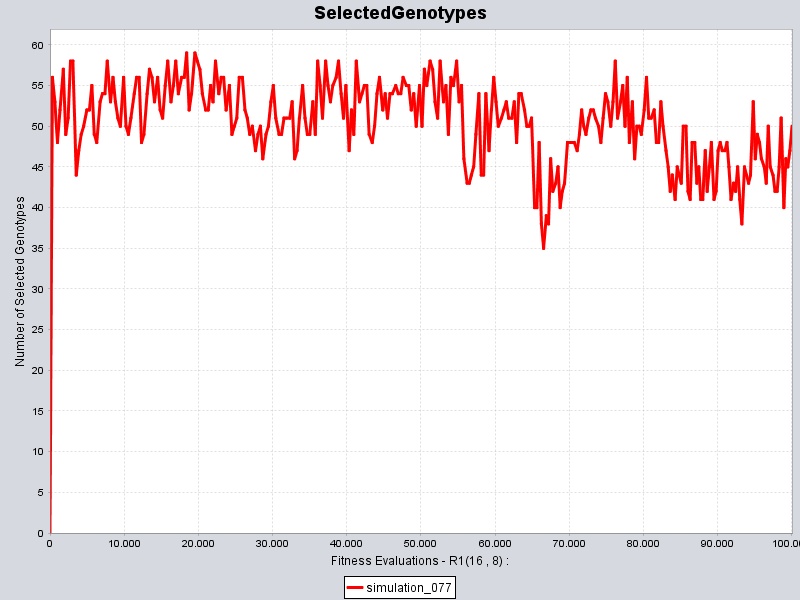 SelectedGenotypes
Number of Selected Genotypes
60
55
50
45
40
35
30
25
20
15
10
5
0
0 10.000 20.000 30.000 40.000 50.000 60.000 70.000 80.000 90.000 100.00
Fitness Evaluations - R1(16 , 8) :
simulation_077